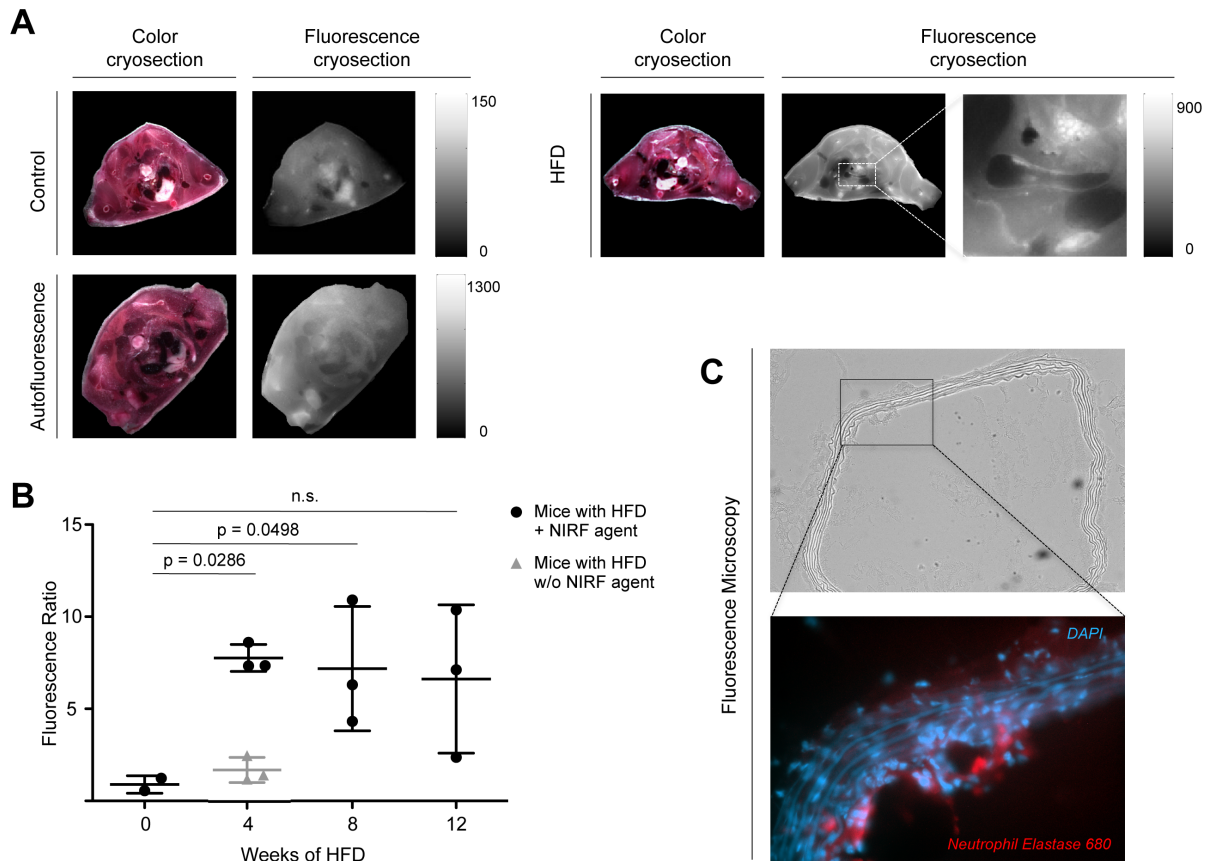 A
Color
cryosection
Fluorescence
cryosection
Control
150
0
Autofluorescence
1300
0
Color
cryosection
Fluorescence
cryosection
HFD
900
0
B
n.s.
p = 0.0498
p = 0.0286
15
10
5
Fluorescence Ratio
0
4
8
12
Weeks of HFD
Mice with HFD
+ NIRF agent
Mice with HFD
w/o NIRF agent
C
Fluorescence Microscopy
DAPI
Neutrophil Elastase 680